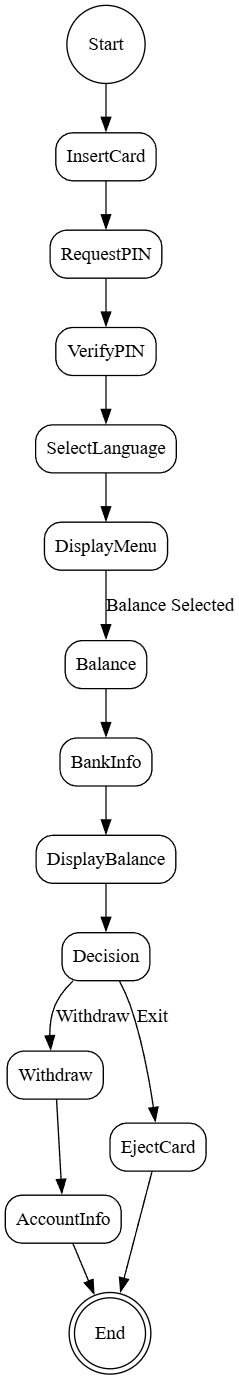 Start
InsertCard
RequestPIN
VerifyPIN
SelectLanguage
DisplayMenu
Balance Selected
Balance
BankInfo
DisplayBalance
Decision
Withdraw
Exit
Withdraw
EjectCard
AccountInfo
End